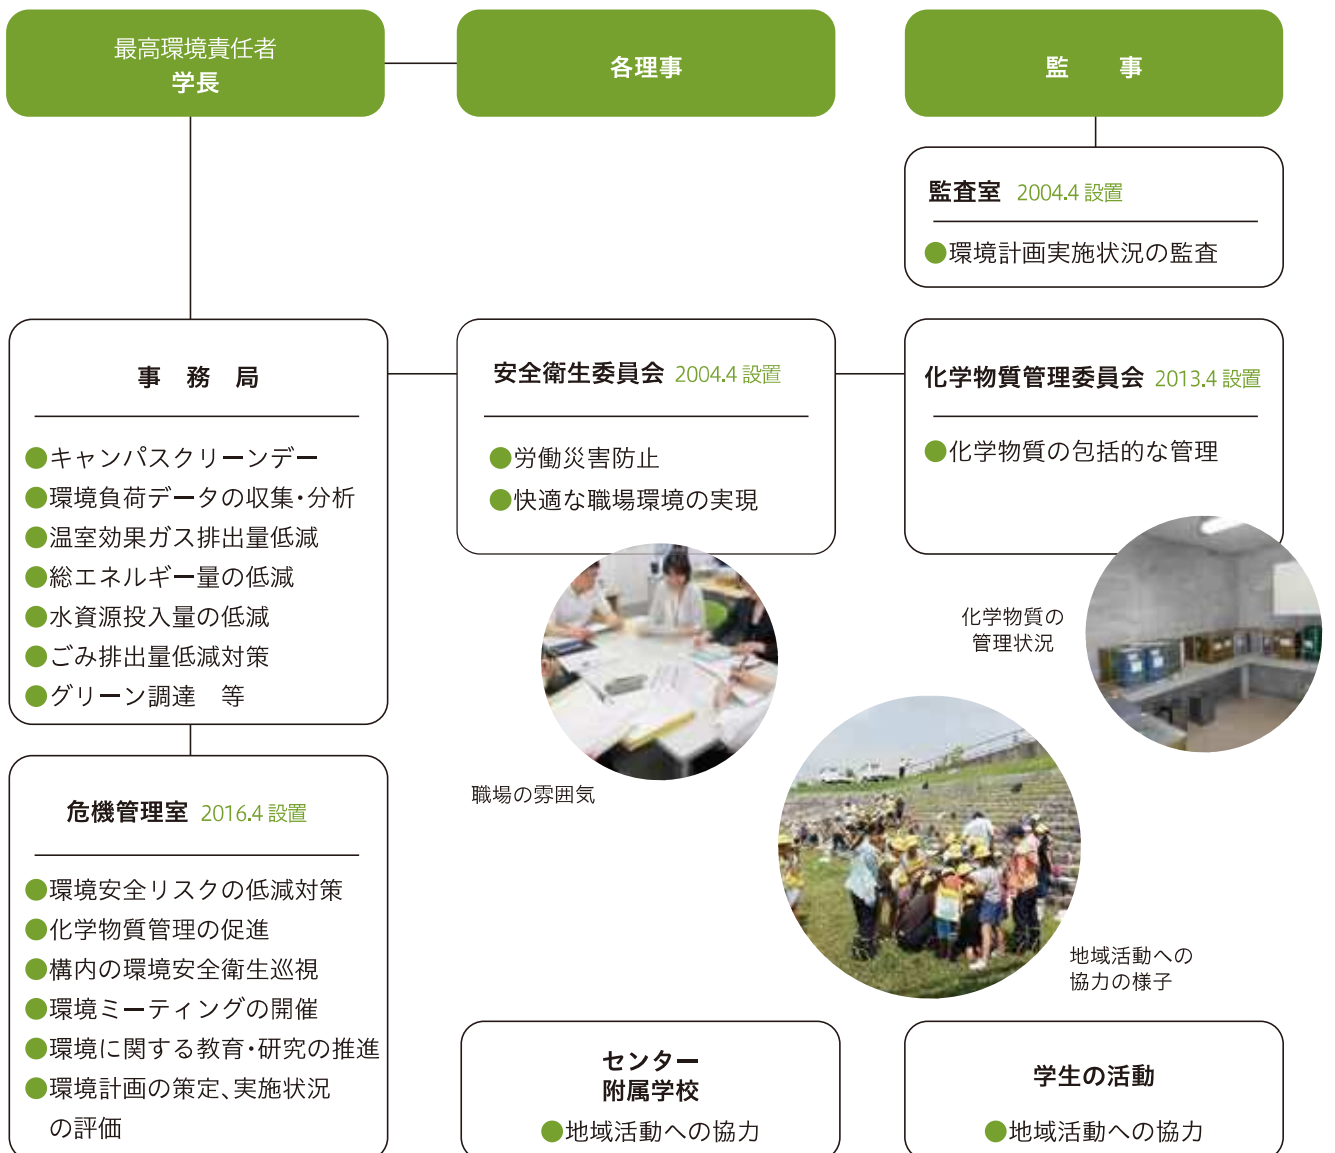 最高環境責任者
学長
各理事
監　事
監査室 2004.4 設置
●環境計画実施状況の監査
事 務 局
●キャンパスクリーンデー
●環境負荷データの収集・分析
●温室効果ガス排出量低減
●総エネルギー量の低減
●水資源投入量の低減
●ごみ排出量低減対策
●グリーン調達　等
安全衛生委員会 2004.4 設置
●労働災害防止
●快適な職場環境の実現
化学物質管理委員会 2013.4 設置
●化学物質の包括的な管理
化学物質の
管理状況
職場の雰囲気
危機管理室 2016.4 設置
●環境安全リスクの低減対策
●化学物質管理の促進
●構内の環境安全衛生巡視
●環境ミーティングの開催
●環境に関する教育・研究の推進
●環境計画の策定、実施状況
の評価
地域活動への
協力の様子
センター
附属学校
●地域活動への協力
学生の活動
●地域活動への協力